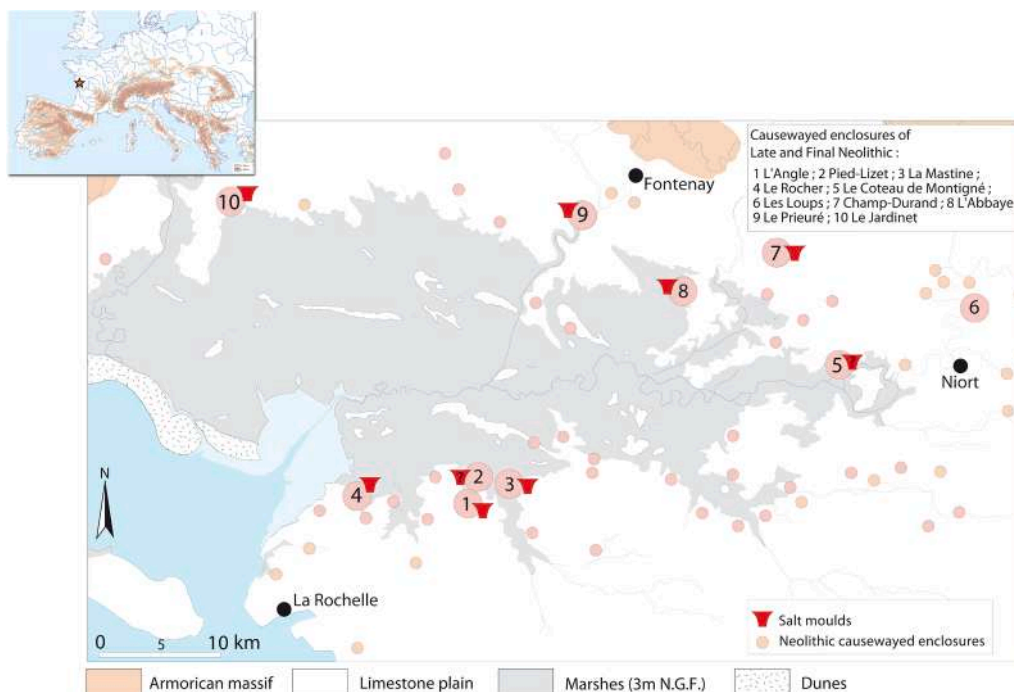 Causewayed enclosures of
Late and Final Neolithic :
1 L'Angle ; 2 Pied-Lizet ; 3 La Mastine ;
4 Le Rocher ; 5 Le Coteau de Montigné ;
6 Les Loups ; 7 Champ-Durand ; 8 L'Abbaye
9 Le Prieuré ; 10 Le Jardinet
Fontenay
10
9
7
8
6
5
?
Niort
N
4
?
2
3
1
La Rochelle
0 5 10 km
Salt moulds
Neolithic causewayed enclosures
Armorican massif
Limestone plain
Marshes (3m N.G.F.)
Dunes